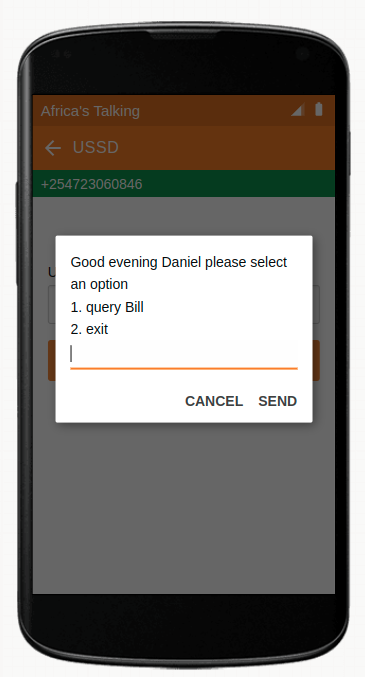 Africa's Talking
USSD
+254723060846
U
Good evening Daniel please select
an option
1. query Bill
2. exit
CANCEL SEND